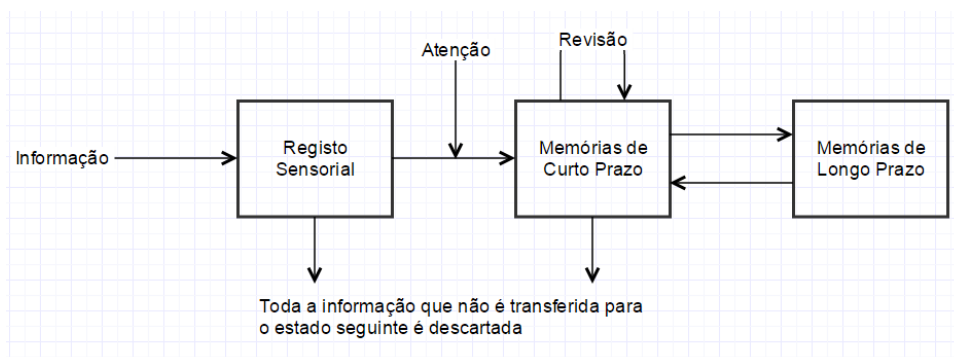 Atenção
Revisão
Informação
Registo
Sensorial
Memórias de
Curto Prazo
Memórias de
Longo Prazo
Toda a informação que não é transferida para
o estado seguinte é descartada